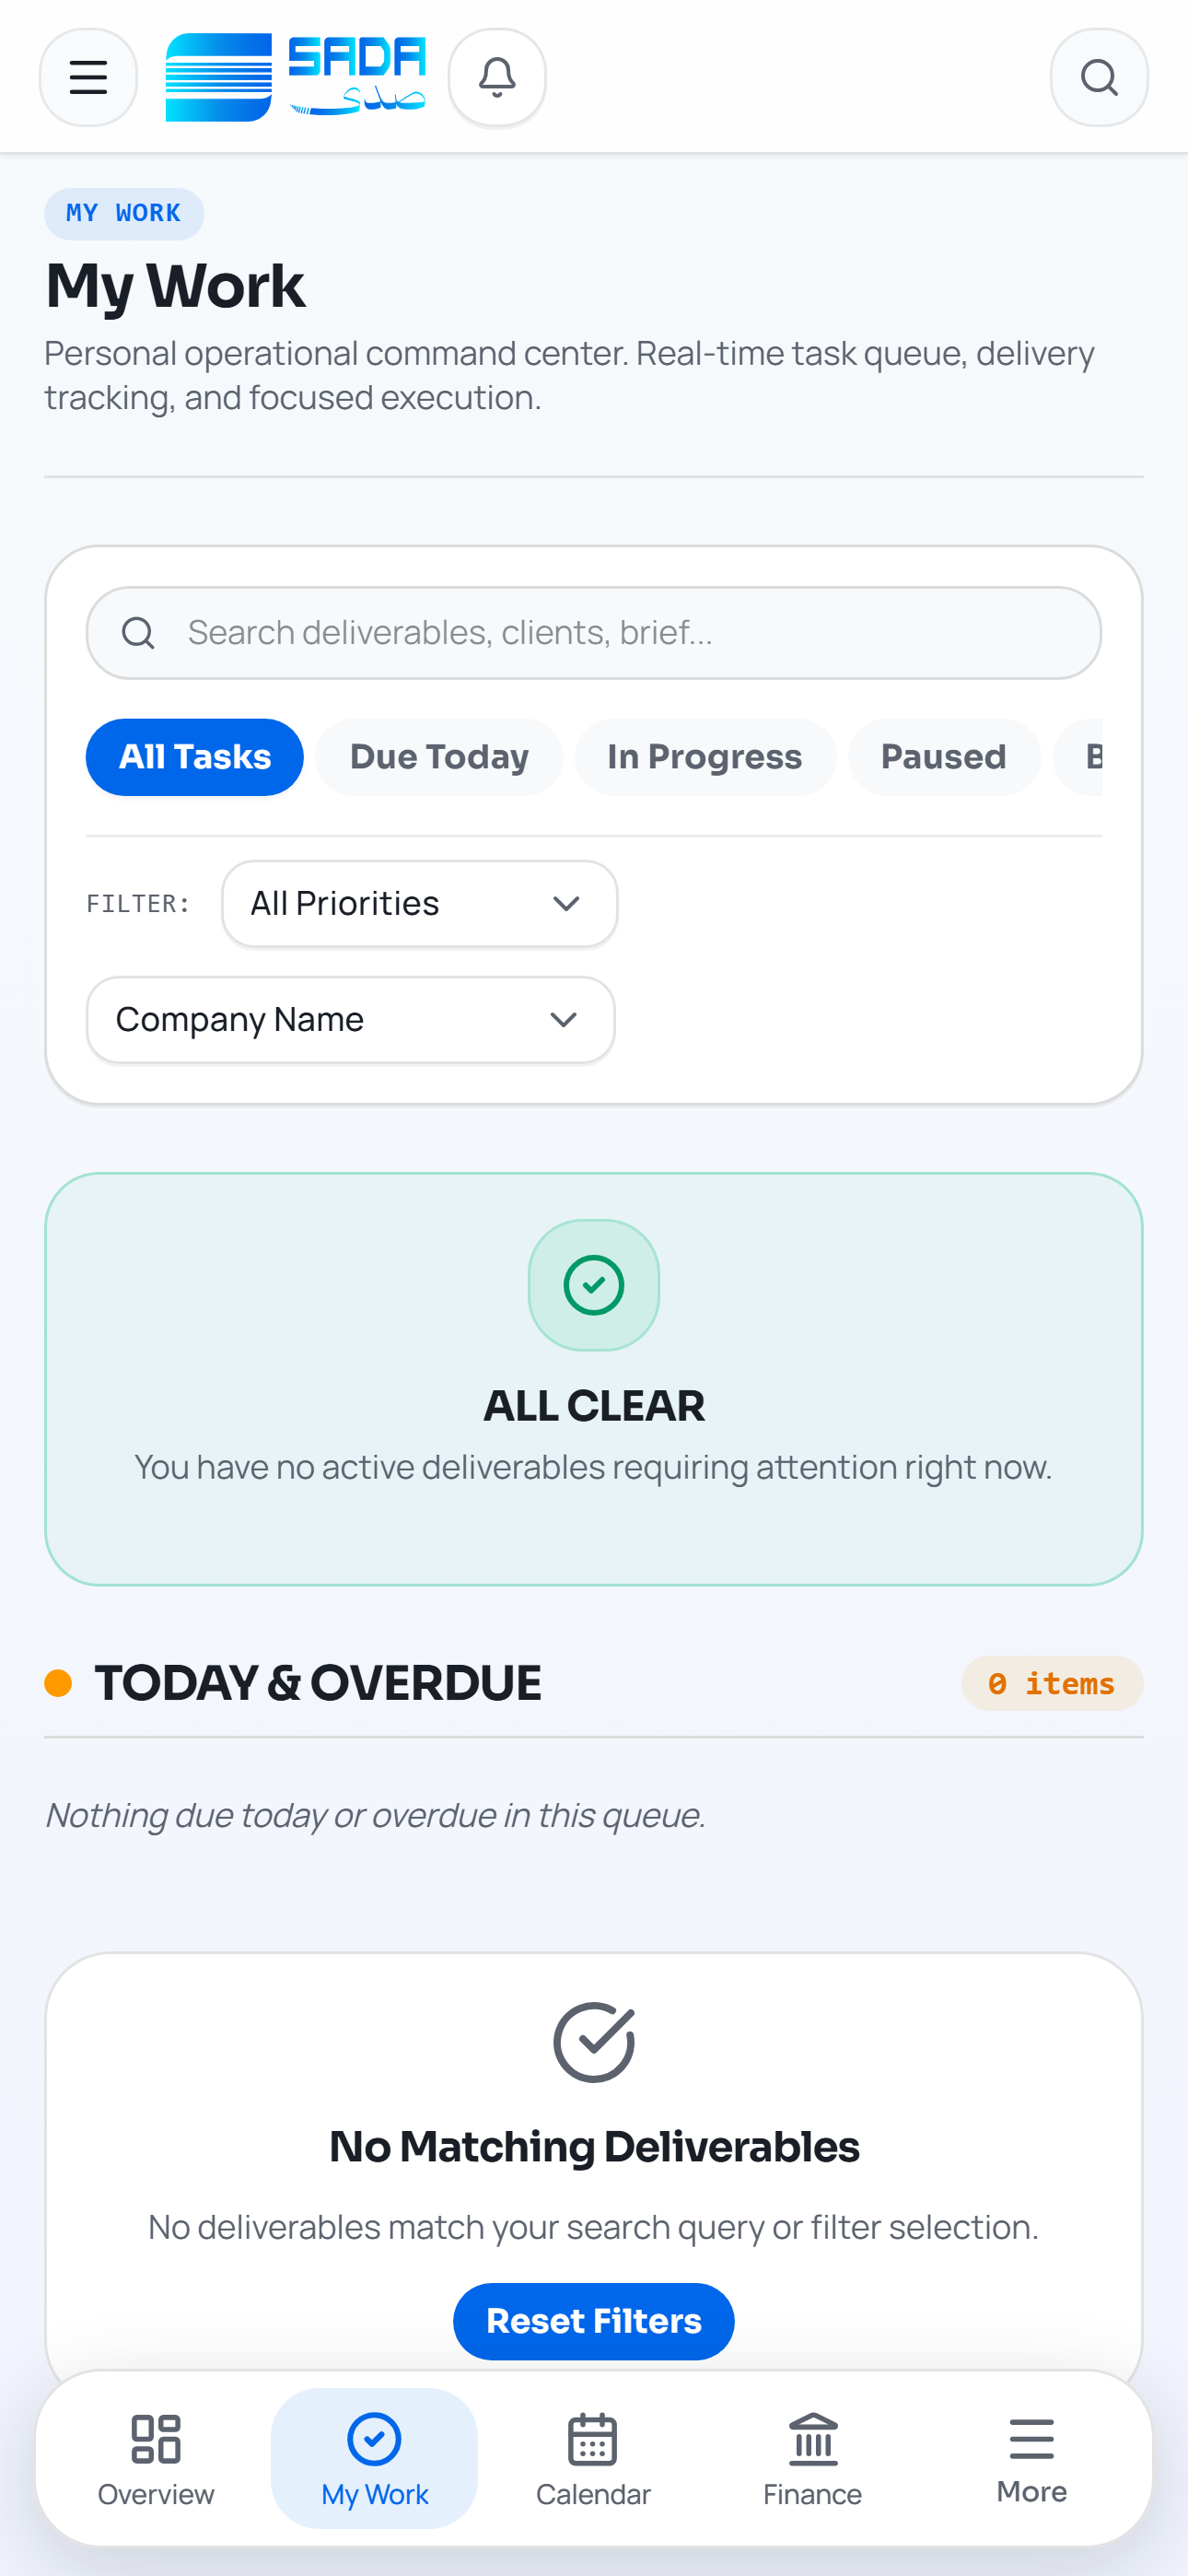 SADA
صدى
MY WORK
My Work
Personal operational command center. Real-time task queue, delivery
tracking, and focused execution.
Search deliverables, clients, brief...
All Tasks
Due Today
In Progress
Paused
B
FILTER:
All Priorities
Company Name
ALL CLEAR
You have no active deliverables requiring attention right now.
TODAY & OVERDUE
0 items
Nothing due today or overdue in this queue.
No Matching Deliverables
No deliverables match your search query or filter selection.
Reset Filters
Overview
My Work
Calendar
Finance
More